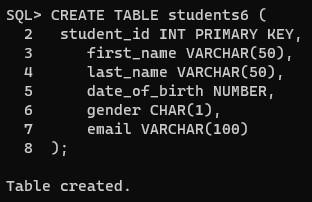 SQL> CREATE TABLE students6 (
  2   student_id INT PRIMARY KEY,
  3      first_name VARCHAR(50),
  4      last_name VARCHAR(50),
  5      date_of_birth NUMBER,
  6      gender CHAR(1),
  7      email VARCHAR(100)
  8  );
Table created.